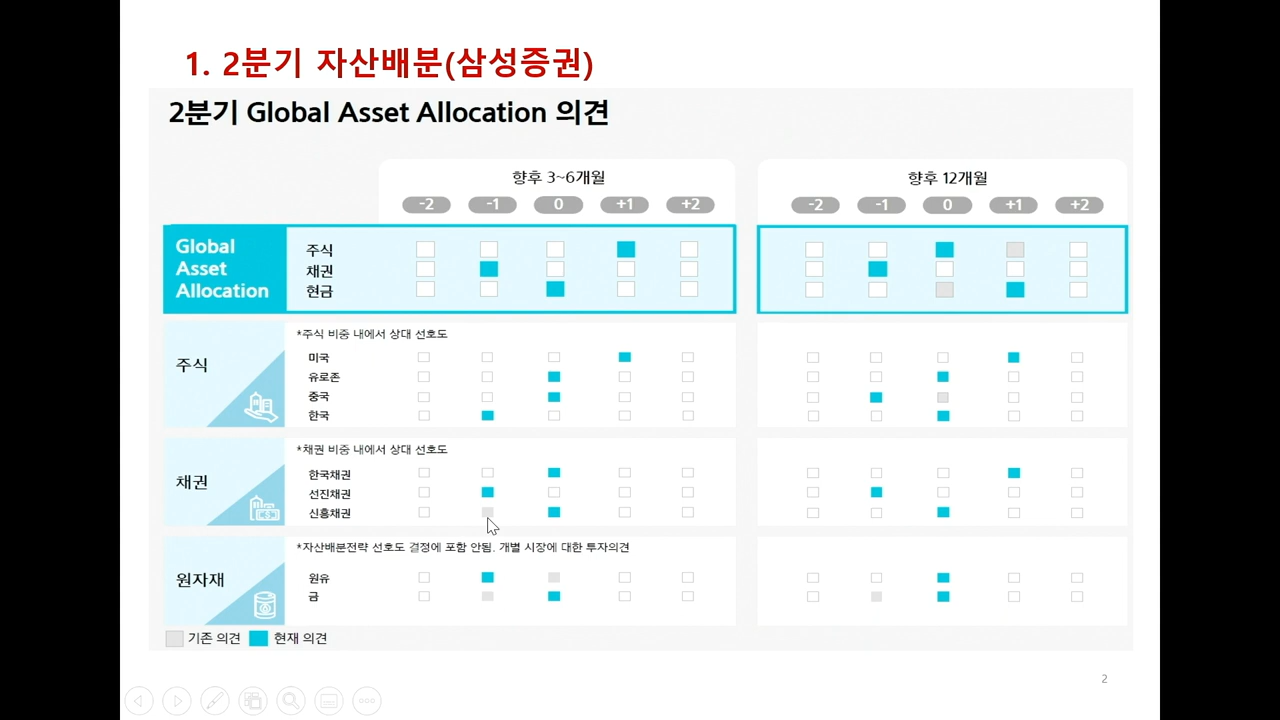 1. 2분기 자산배분(삼성증권)
2분기 Global Asset Allocation 의견
향후 3~6개월
-2 -1 0 +1 +2
향후 12개월
-2 -1 0 +1 +2
Global
Asset
Allocation
주식
채권
현금
주식
*주식 비중 내에서 상대 선호도
미국
유로존
중국
한국
채권
*채권 비중 내에서 상대 선호도
한국채권
선진채권
신흥채권
원자재
*자산배분전략 선호도 결정에 포함 안됨. 개별 시장에 대한 투자의견
원유
금
기존 의견 현재 의견
2